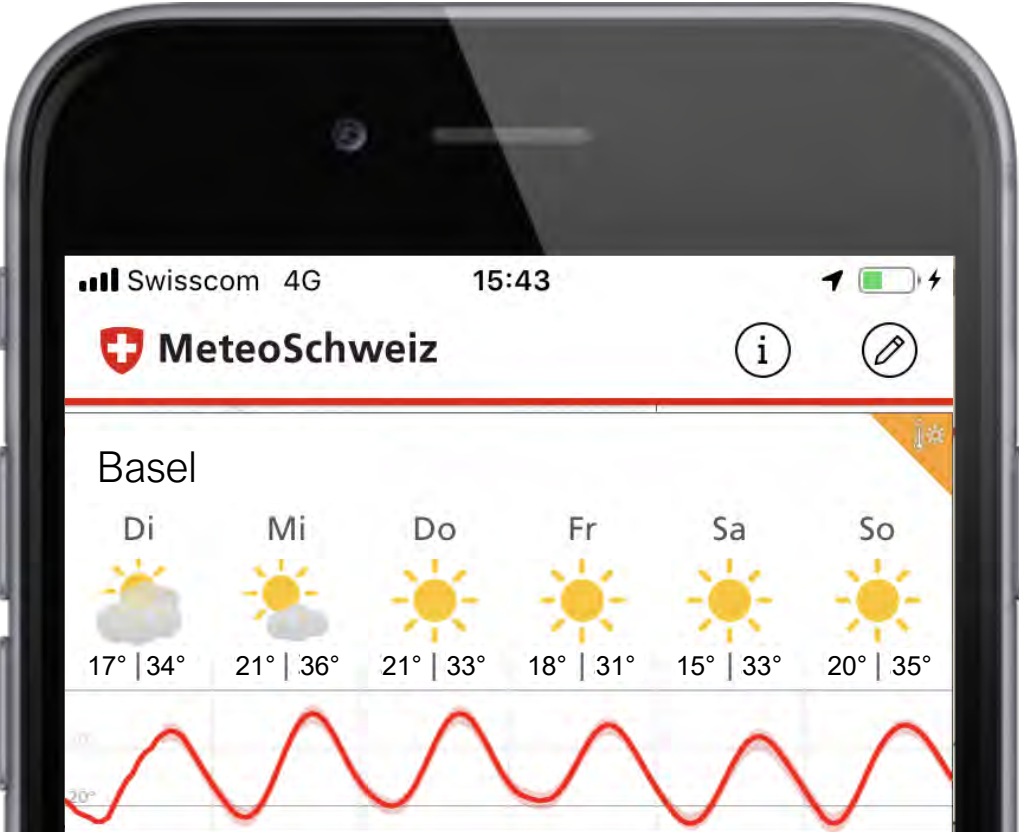 Swisscom 4G 15:43
MeteoSchweiz
Basel
Di Mi Do Fr Sa So
17° | 34° 21° | 36° 21° | 33° 18° | 31° 15° | 33° 20° | 35°
20°